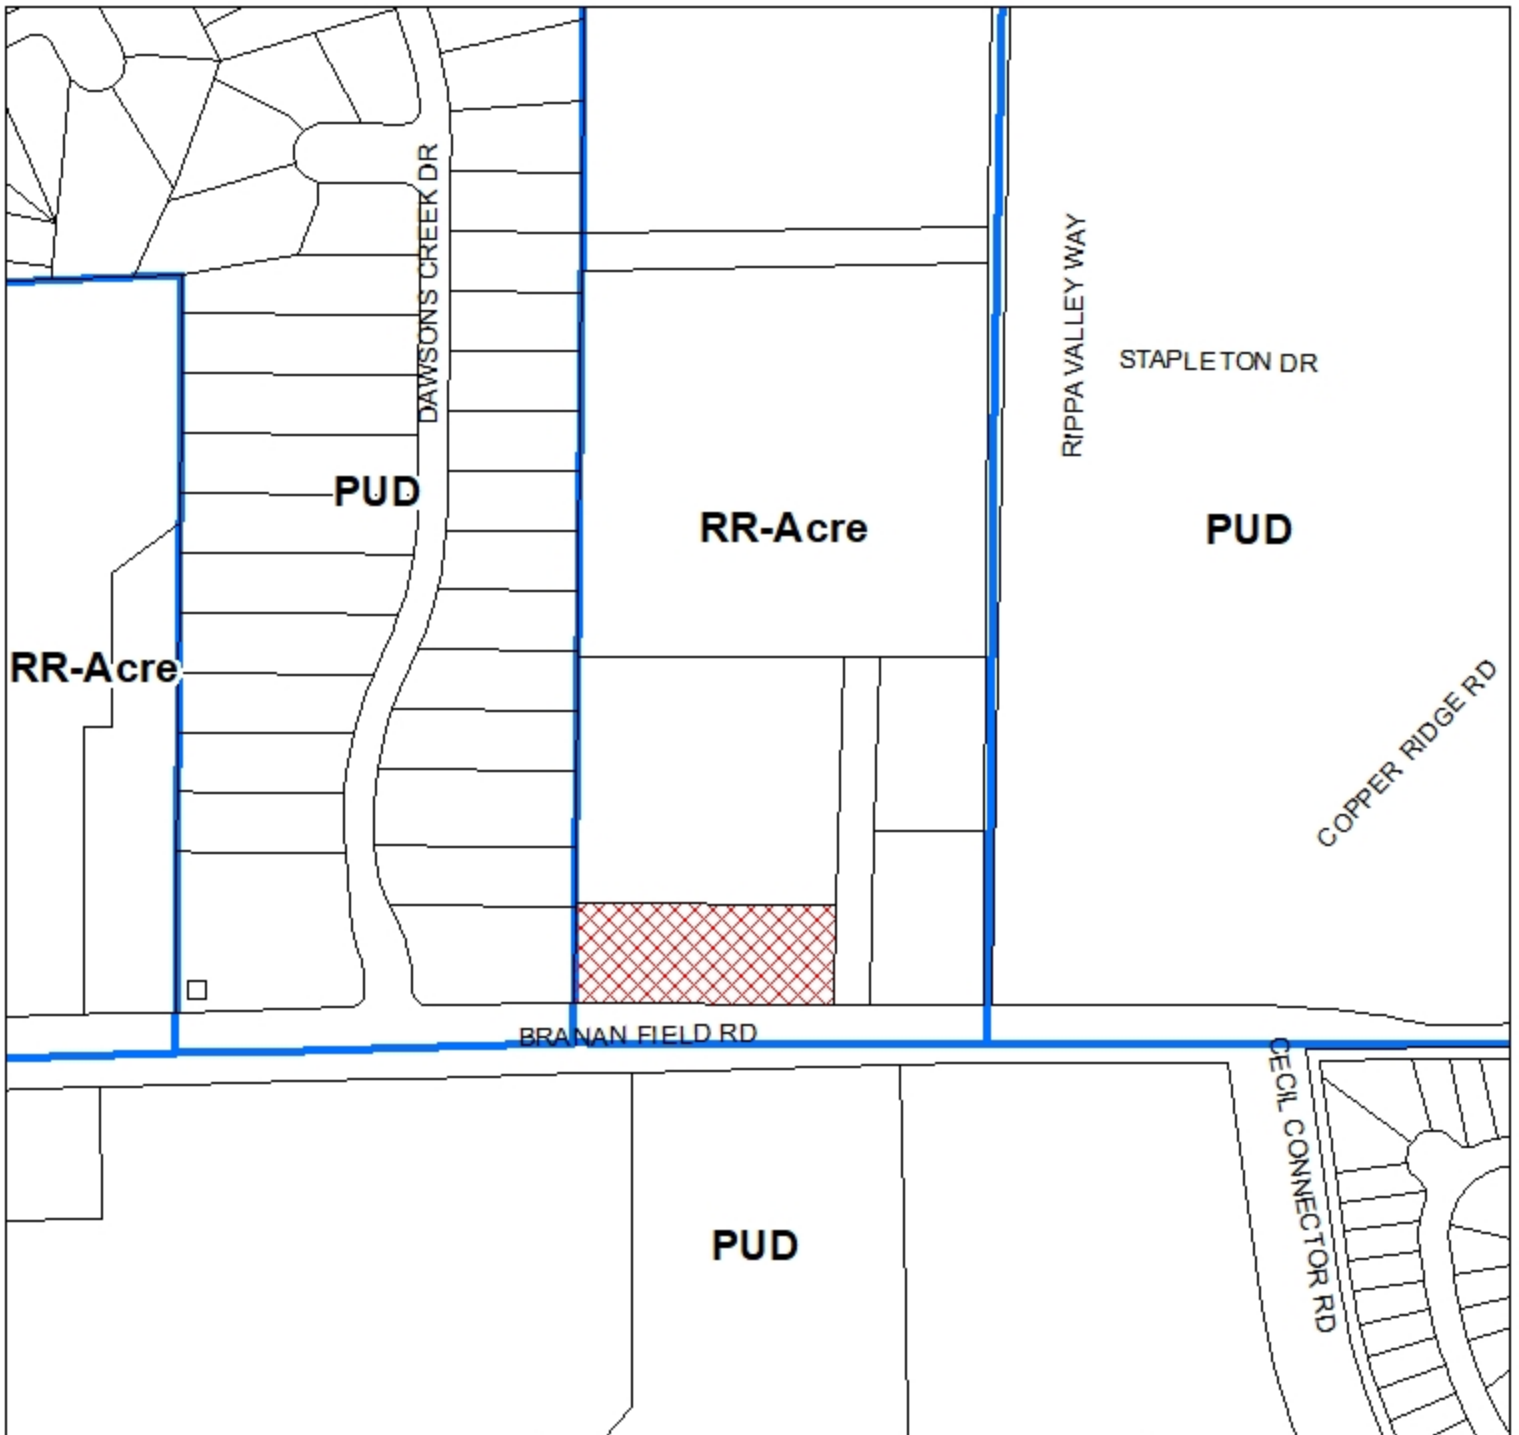 DAWSONS CREEK DR
RIPPA VALLEY WAY
STAPLETON DR
PUD
RR-Acre
PUD
RR-Acre
COPPER RIDGE RD
BRANAN FIELD RD
CECIL CONNECTOR RD
PUD